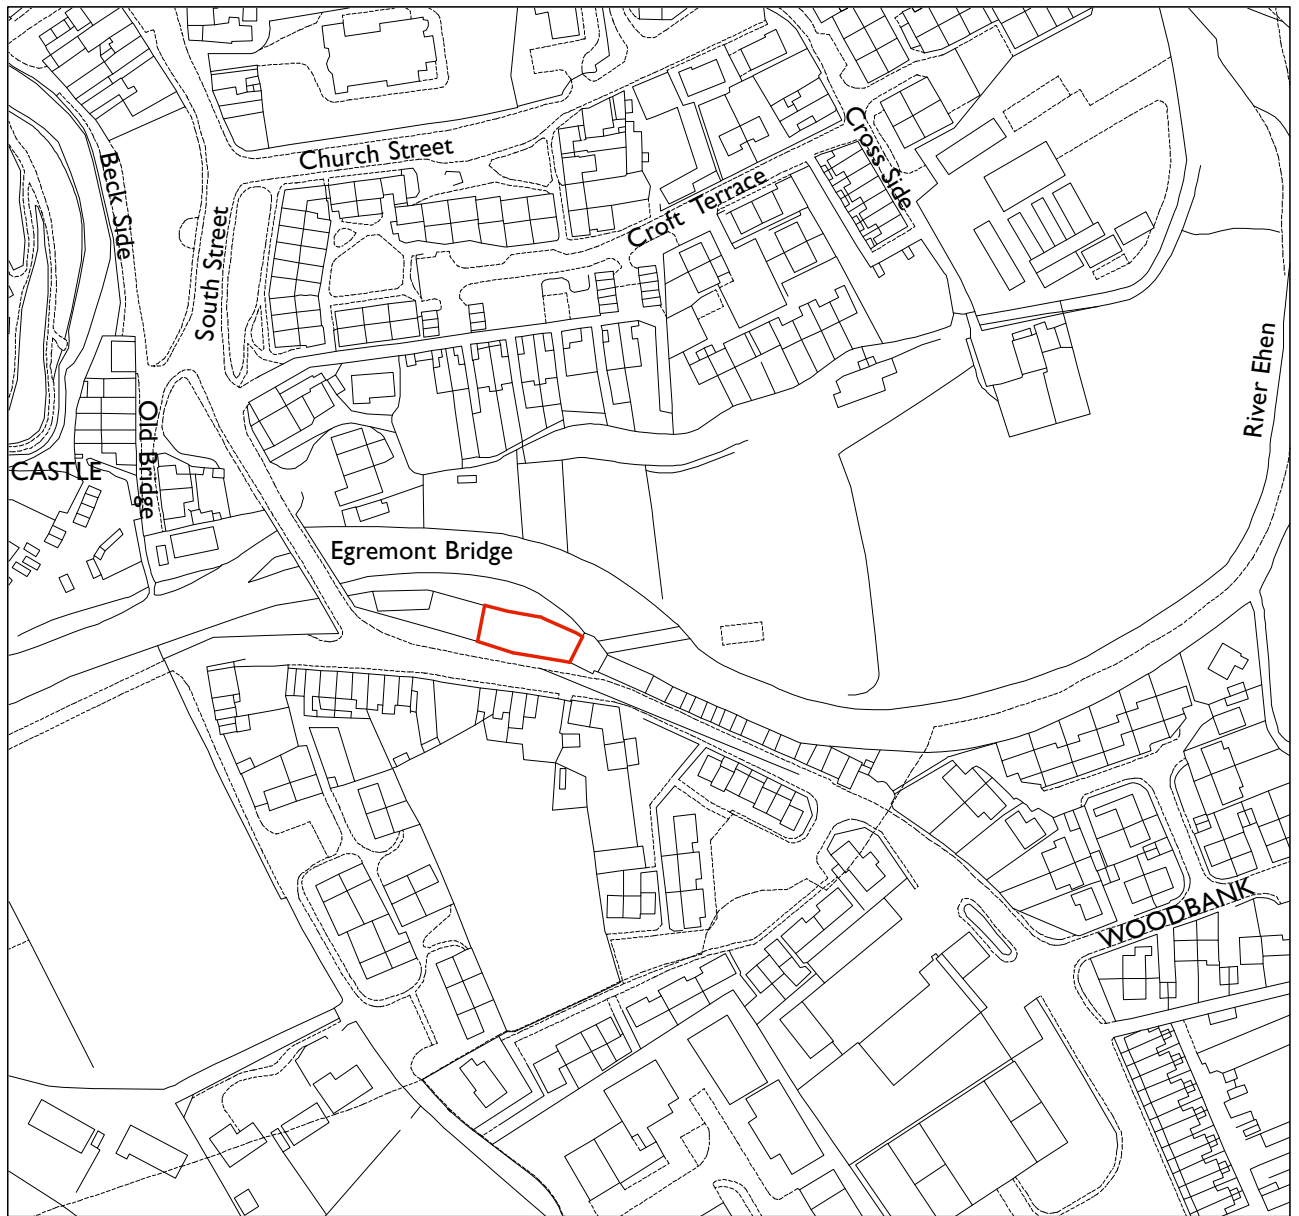 Church Street
Cross Side
Beck Side
Croft Terrace
South Street
River Ehen
Old Bridge
CASTLE
Egremont Bridge
WOODBANK